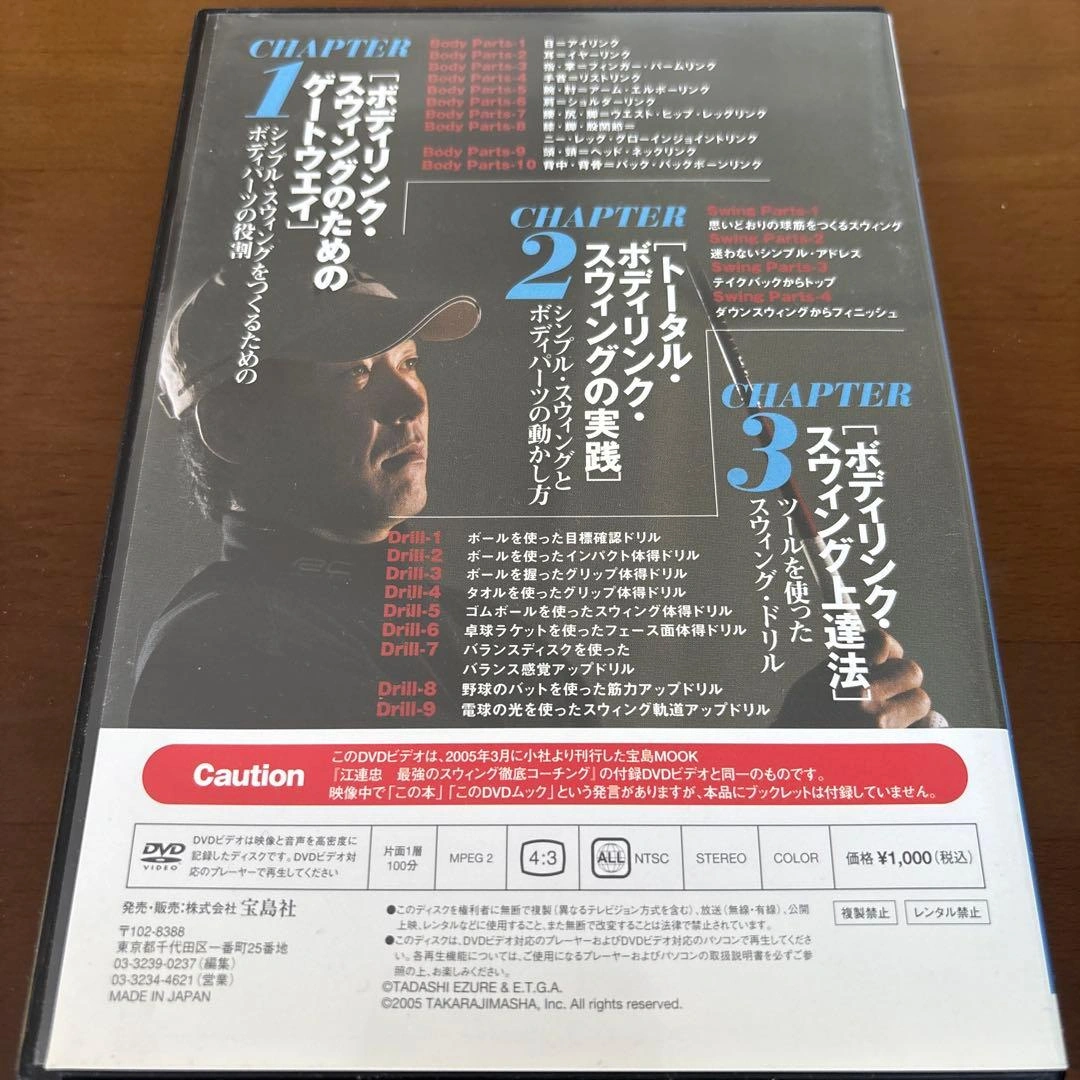 CHAPTER
1
[ボディリンク・
スウィングのための
ゲートウエイ]
シンプル・スウィングをつくるための
ボディパーツの役割
Body Parts-1 目=アイリンク
Body Parts-2 耳=イヤーリンク
Body Parts-3 指・掌=フィンガー・パームリンク
Body Parts-4 手首=リストリンク
Body Parts-5 腕・肘=アーム・エルボーリンク
Body Parts-6 肩=ショルダーリンク
Body Parts-7 腰・尻・脚=ウエスト・ヒップ・レッグリンク
Body Parts-8 膝・脚・股関節=
ニー・レッグ・グローインジョイントリンク
Body Parts-9 頭・頸=ヘッド・ネックリンク
Body Parts-10 背中・背骨=バック・バックボーンリンク
CHAPTER
2
[トータル・
ボディリンク・
スウィングの実践]
シンプル・スウィングと
ボディパーツの動かし方
Swing Parts-1
思いどおりの球筋をつくるスウィング
Swing Parts-2
迷わないシンプル・アドレス
Swing Parts-3
テイクバックからトップ
Swing Parts-4
ダウンスウィングからフィニッシュ
CHAPTER
3
[ボディリンク・
スウィング上達法]
ツールを使った
スウィング・ドリル
Drill-1 ボールを使った目標確認ドリル
Drill-2 ボールを使ったインパクト体得ドリル
Drill-3 ボールを握ったグリップ体得ドリル
Drill-4 タオルを使ったグリップ体得ドリル
Drill-5 ゴムボールを使ったスウィング体得ドリル
Drill-6 卓球ラケットを使ったフェース面体得ドリル
Drill-7 バランスディスクを使った
バランス感覚アップドリル
Drill-8 野球のバットを使った筋力アップドリル
Drill-9 電球の光を使ったスウィング軌道アップドリル
Caution
このDVDビデオは、2005年3月に小社より刊行した宝島MOOK
『江連忠 最強のスウィング徹底コーチング』の付録DVDビデオと同一のものです。
映像中で「この本」「このDVDムック」という発言がありますが、本品にブックレットは付録していません。
DVD
VIDEO
DVDビデオは映像と音声を高密度に
記録したディスクです。DVDビデオ対
応のプレーヤーで再生してください
片面1層
100分
MPEG 2
4:3
ALL NTSC
STEREO
COLOR
価格 ¥1,000(税込)
発売・販売:株式会社 宝島社
〒102-8388
東京都千代田区一番町25番地
03-3239-0237(編集)
03-3234-4621(営業)
MADE IN JAPAN
●このディスクを権利者に無断で複製(異なるテレビジョン方式を含む)、放送(無線・有線)、公開
上映、レンタルなどに使用すること、また無断で改変することは法律で禁止されています。
●このディスクは、DVDビデオ対応のプレーヤーおよびDVDビデオ対応のパソコンで再生してくださ
い。各再生機能については、ご使用になるプレーヤーおよびパソコンの取扱説明書を必ずご参
照の上、お楽しみください。
©TADASHI EZURE & E.T.G.A.
©2005 TAKARAJIMASHA, Inc. All rights reserved.
複製禁止
レンタル禁止